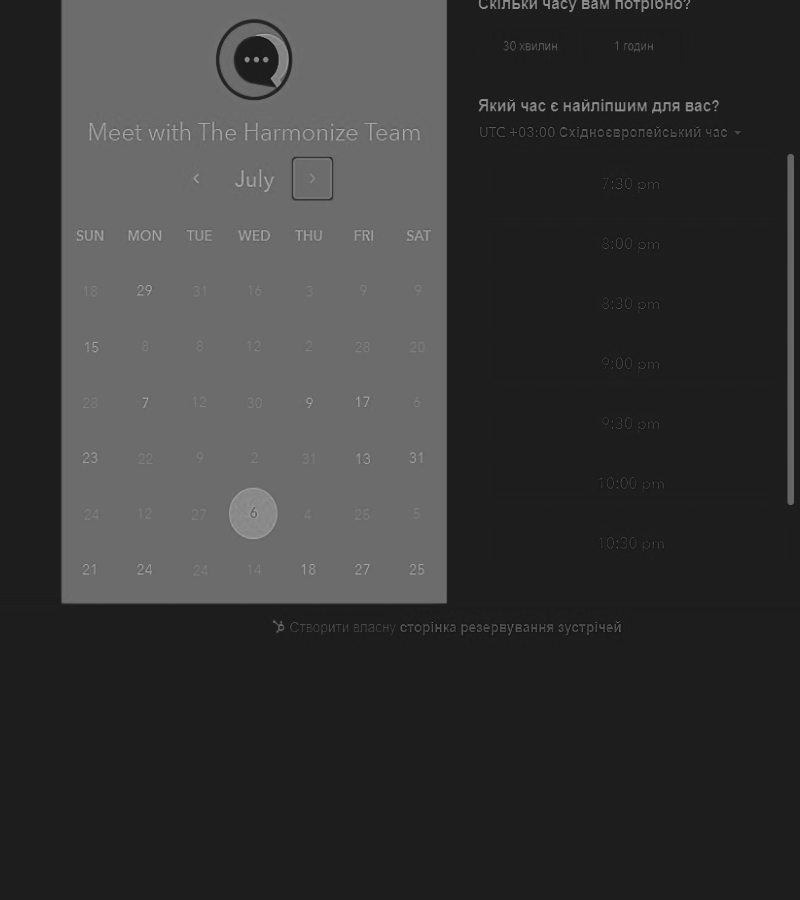 Скільки часу вам потрібно?
30 хвилин 1 годин
Meet with The Harmonize Team
Який час є найліпшим для вас?
UTC +03:00 Східноєвропейський час
July
SUN MON TUE WED THU FRI SAT
18 29 31 16 3 9 9
15 8 8 12 2 28 20
28 7 12 30 9 17 6
23 22 9 2 31 13 31
24 12 27 6 4 25 5
21 24 24 14 18 27 25
7:30 pm
8:00 pm
8:30 pm
9:00 pm
9:30 pm
10:00 pm
10:30 pm
Створити власну сторінка резервування зустрічей